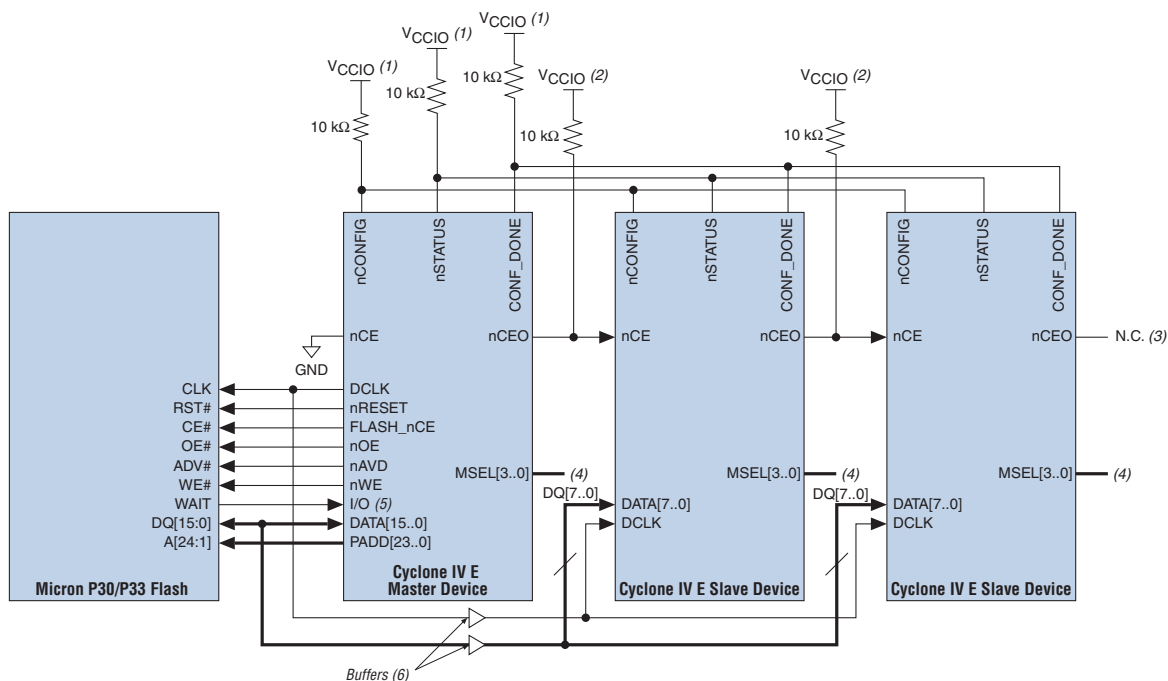 VCCIO (1)
VCCIO (1)
VCCIO (1)
VCCIO (2)
VCCIO (2)
10 kΩ
10 kΩ
10 kΩ
10 kΩ
10 kΩ
nCONFIG
nSTATUS
CONF_DONE
nCONFIG
nSTATUS
CONF_DONE
nCONFIG
nSTATUS
CONF_DONE
nCE
nCEO
nCE
nCEO
nCE
nCEO
N.C. (3)
GND
CLK
DCLK
RST#
nRESET
CE#
FLASH_nCE
OE#
nOE
ADV#
nAVD
WE#
nWE
WAIT
I/O (5)
DQ[15:0]
DATA[15..0]
A[24:1]
PADD[23..0]
MSEL[3..0]
(4)
MSEL[3..0]
(4)
MSEL[3..0]
(4)
DQ[7..0]
DATA[7..0]
DCLK
DQ[7..0]
DATA[7..0]
DCLK
Micron P30/P33 Flash
Cyclone IV E
Master Device
Cyclone IV E Slave Device
Cyclone IV E Slave Device
Buffers (6)